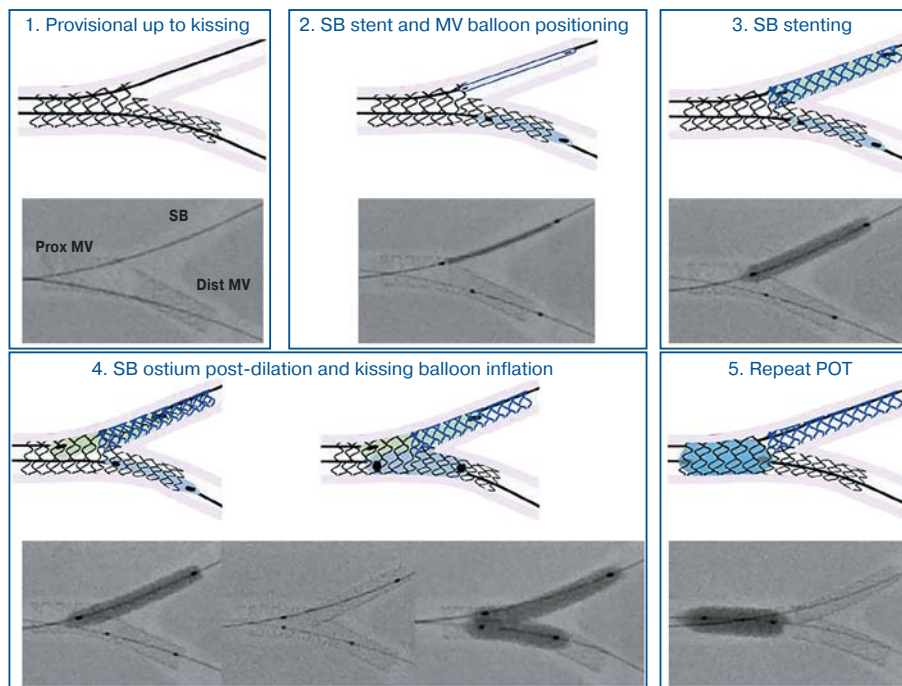 1. Provisional up to kissing
2. SB stent and MV balloon positioning
3. SB stenting
SB
Prox MV
Dist MV
4. SB ostium post-dilation and kissing balloon inflation
5. Repeat POT